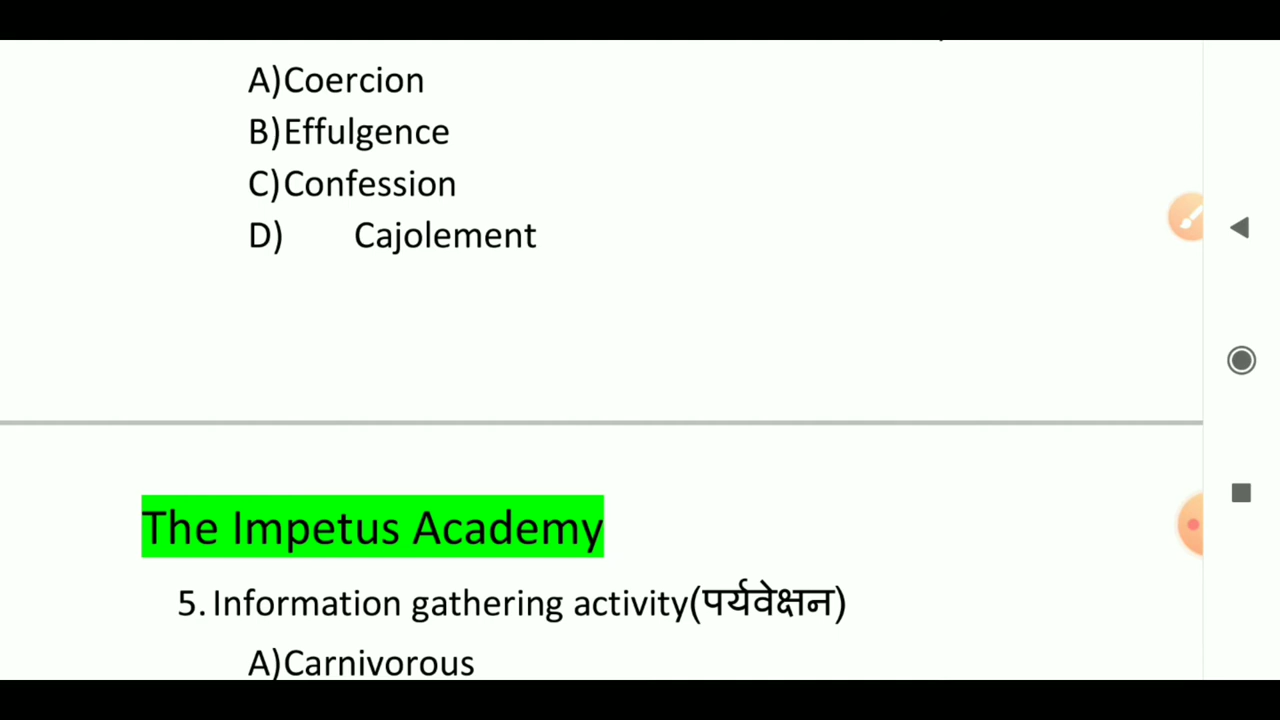 A)Coercion
B)Effulgence
C)Confession
D) Cajolement
The Impetus Academy
5. Information gathering activity(पर्यवेक्षन)
A)Carnivorous